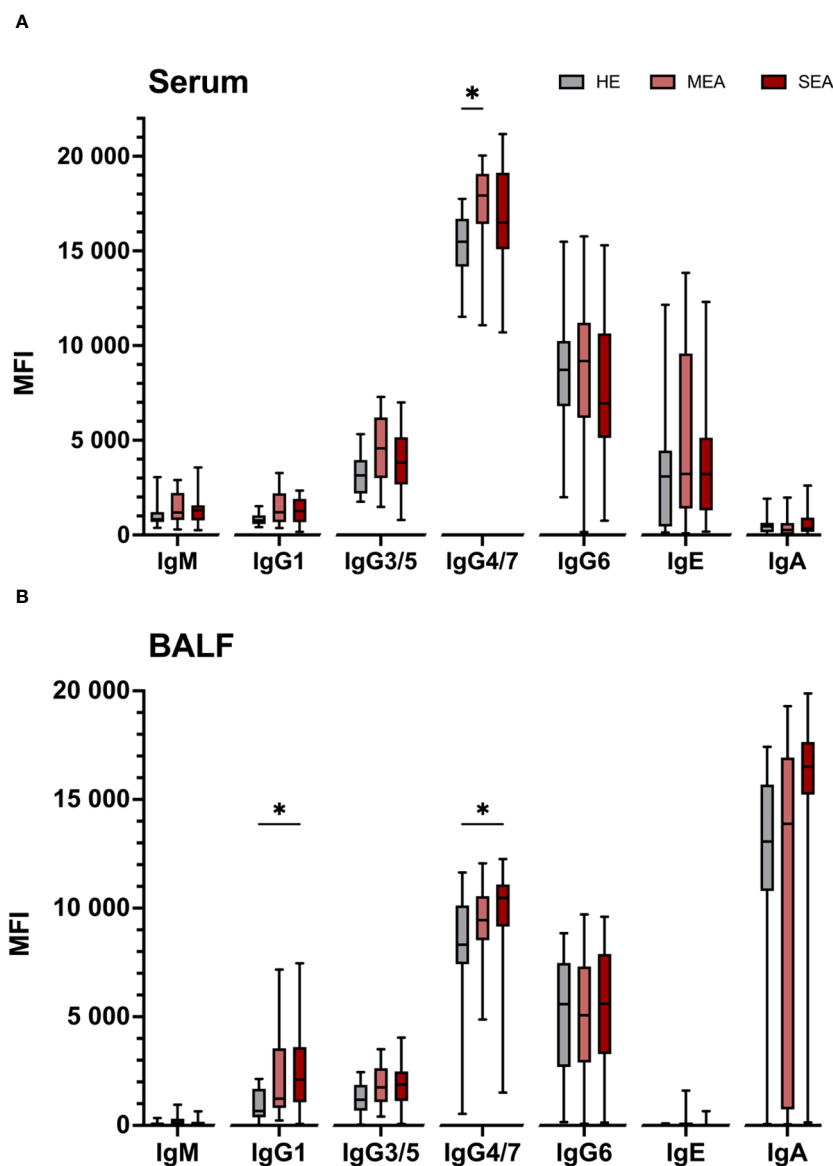 A
Serum
HE MEA SEA
*
20 000
15 000
10 000
5 000
0
MFI
IgM IgG1 IgG3/5 IgG4/7 IgG6 IgE IgA
B
BALF
20 000
15 000
10 000
5 000
0
MFI
* *
IgM IgG1 IgG3/5 IgG4/7 IgG6 IgE IgA